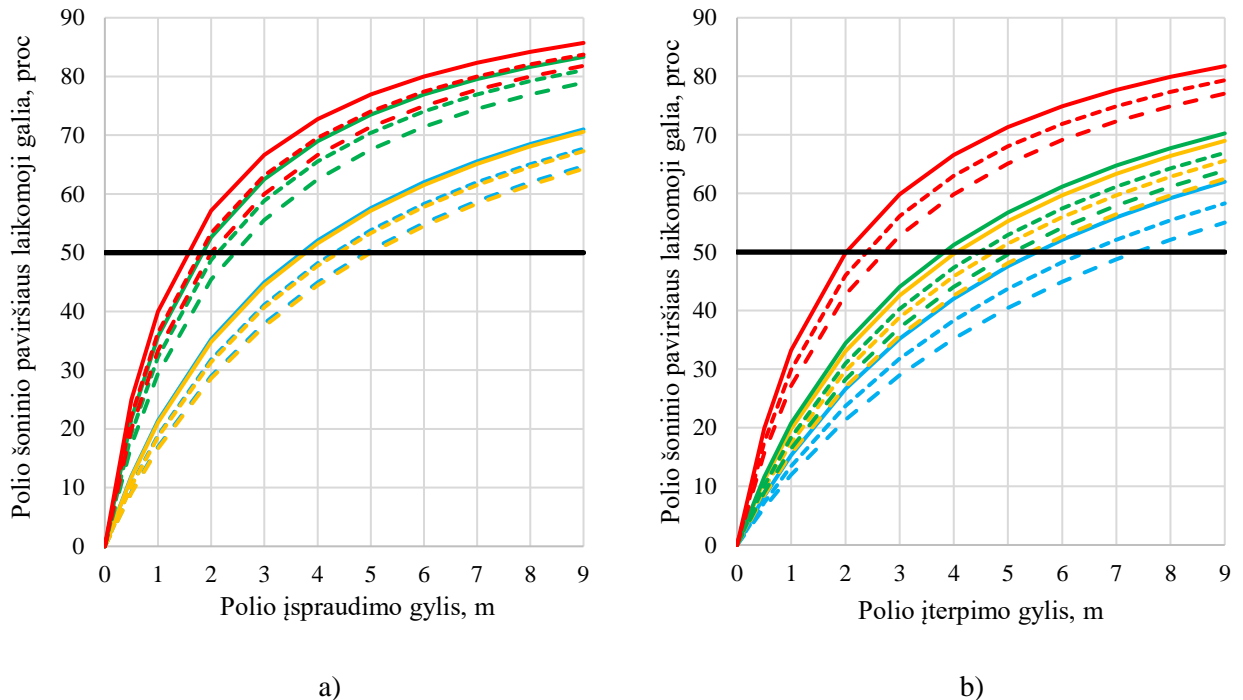 Polio šoninio paviršiaus laikomoji galia, proc
90
80
70
60
50
40
30
20
10
0
0 1 2 3 4 5 6 7 8 9
Polio įspraudimo gylis, m
a)
Polio šoninio paviršiaus laikomoji galia, proc
90
80
70
60
50
40
30
20
10
0
0 1 2 3 4 5 6 7 8 9
Polio įterpimo gylis, m
b)